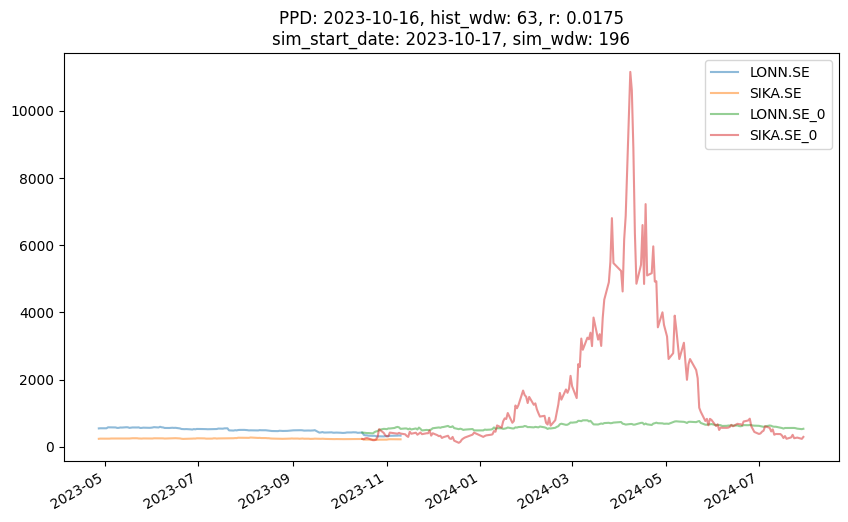 PPD: 2023-10-16, hist_wdw: 63, r: 0.0175
sim_start_date: 2023-10-17, sim_wdw: 196
LONN.SE
SIKA.SE
LONN.SE_0
SIKA.SE_0
10000
8000
6000
4000
2000
0
2023-05
2023-07
2023-09
2023-11
2024-01
2024-03
2024-05
2024-07